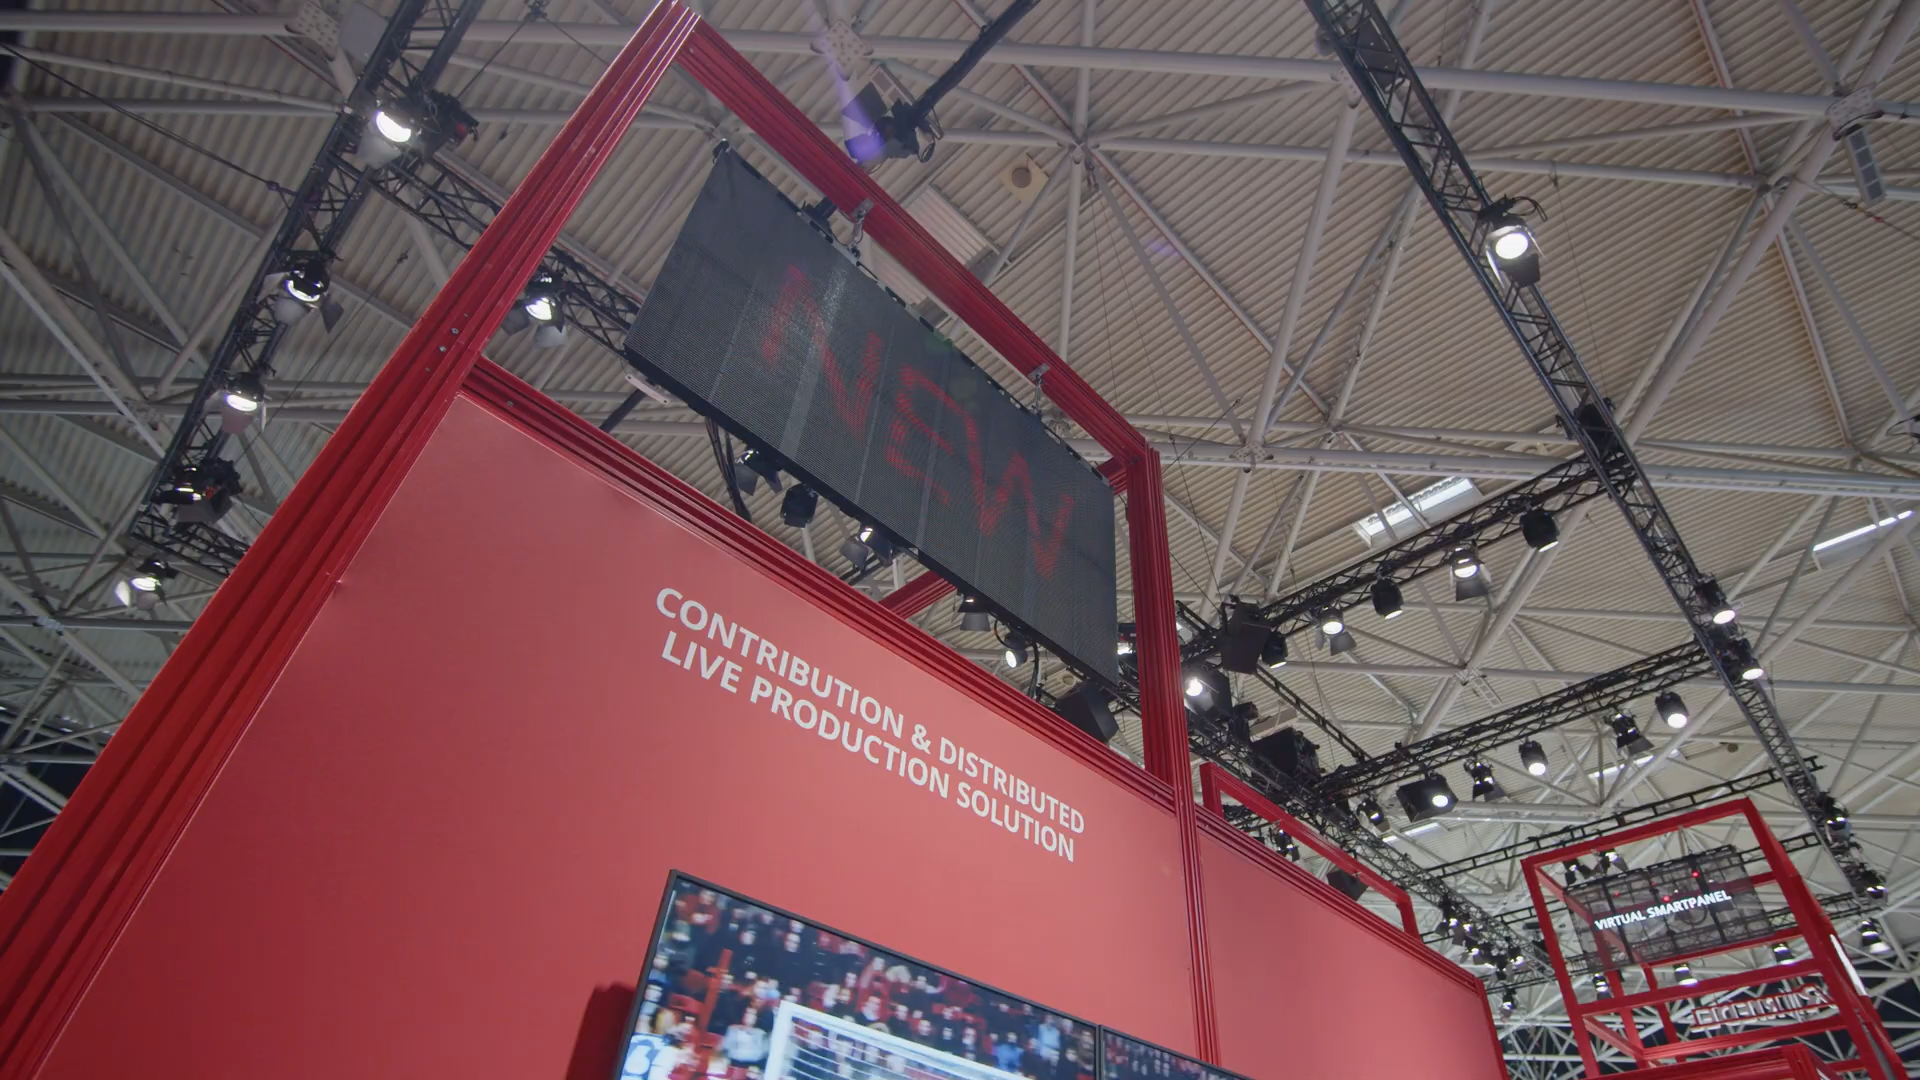 NEW
CONTRIBUTION & DISTRIBUTED
LIVE PRODUCTION SOLUTION
VIRTUAL SMARTPANEL